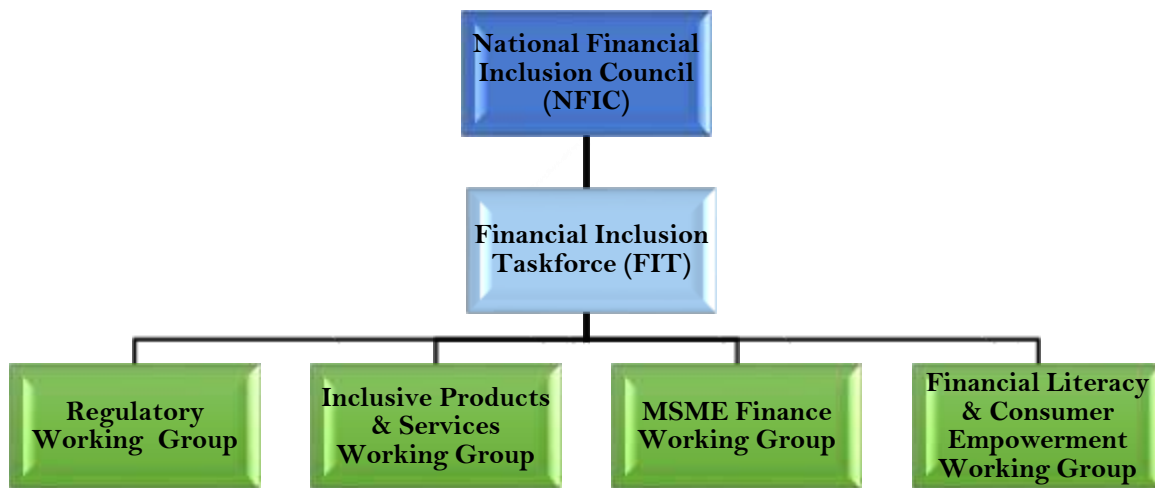 National Financial
Inclusion Council
(NFIC)
Financial Inclusion
Taskforce (FIT)
Regulatory
Working Group
Inclusive Products
& Services
Working Group
MSME Finance
Working Group
Financial Literacy
& Consumer
Empowerment
Working Group